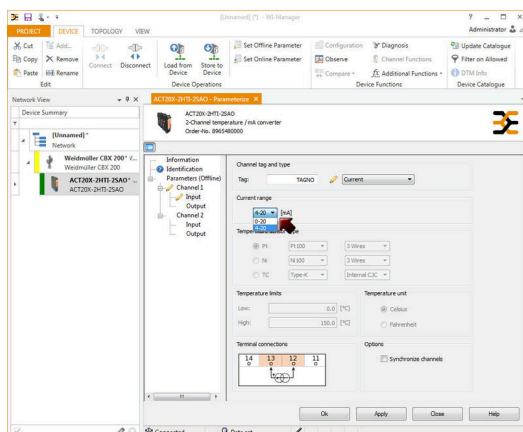 [Unnamed] (*) - WI-Manager
PROJECT DEVICE TOPOLOGY VIEW
Administrator
Cut Add...
Copy Remove
Paste Rename
Edit
Connect Disconnect
Load from Device Store to Device
Device Operations
Set Offline Parameter
Set Online Parameter
Configuration Diagnosis
Observe Channel Functions
Compare Additional Functions
Device Functions
Update Catalogue
Filter on Allowed
DTM Info
Device Catalogue
Network View
Device Summary
[Unnamed]*
Network
Weidmüller CBX 200* V...
Weidmüller CBX 200
ACT20X-2HTI-2SAO* ...
ACT20X-2HTI-2SAO
ACT20X-2HTI-2SAO - Parameterize
ACT20X-2HTI-2SAO
2-Channel temperature / mA converter
Order-No. 8965480000
Information
Identification
Parameters (Offline)
Channel 1
Input
Output
Channel 2
Input
Output
Channel tag and type
Tag: TAGNO Current
Current range
4-20 [mA]
0-20
4-20
Pt Pt100 3 Wires
Ni Ni100 3 Wires
TC Type-K Internal CJC
Temperature limits
Low: 0.0 [°C]
High: 150.0 [°C]
Temperature unit
Celsius
Fahrenheit
Terminal connections
14 13 12 11
Options
Synchronize channels
Ok Apply Close Help
Connected Data set